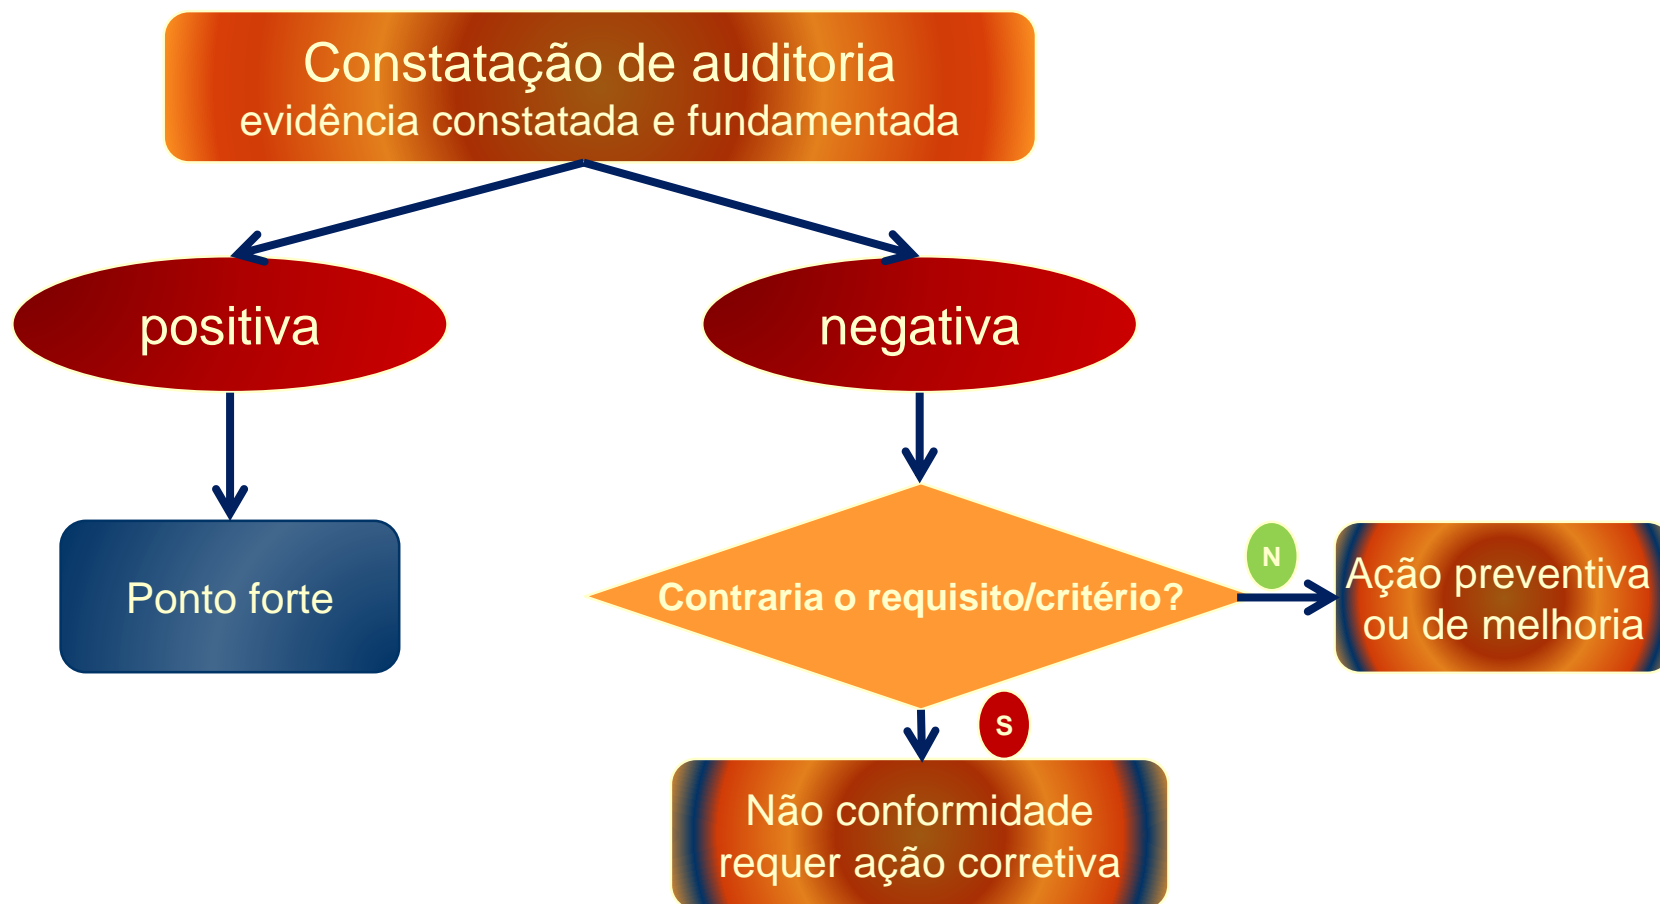 Constatação de auditoria
evidência constatada e fundamentada
positiva
negativa
Ponto forte
Contraria o requisito/critério?
N
Ação preventiva
ou de melhoria
S
Não conformidade
requer ação corretiva